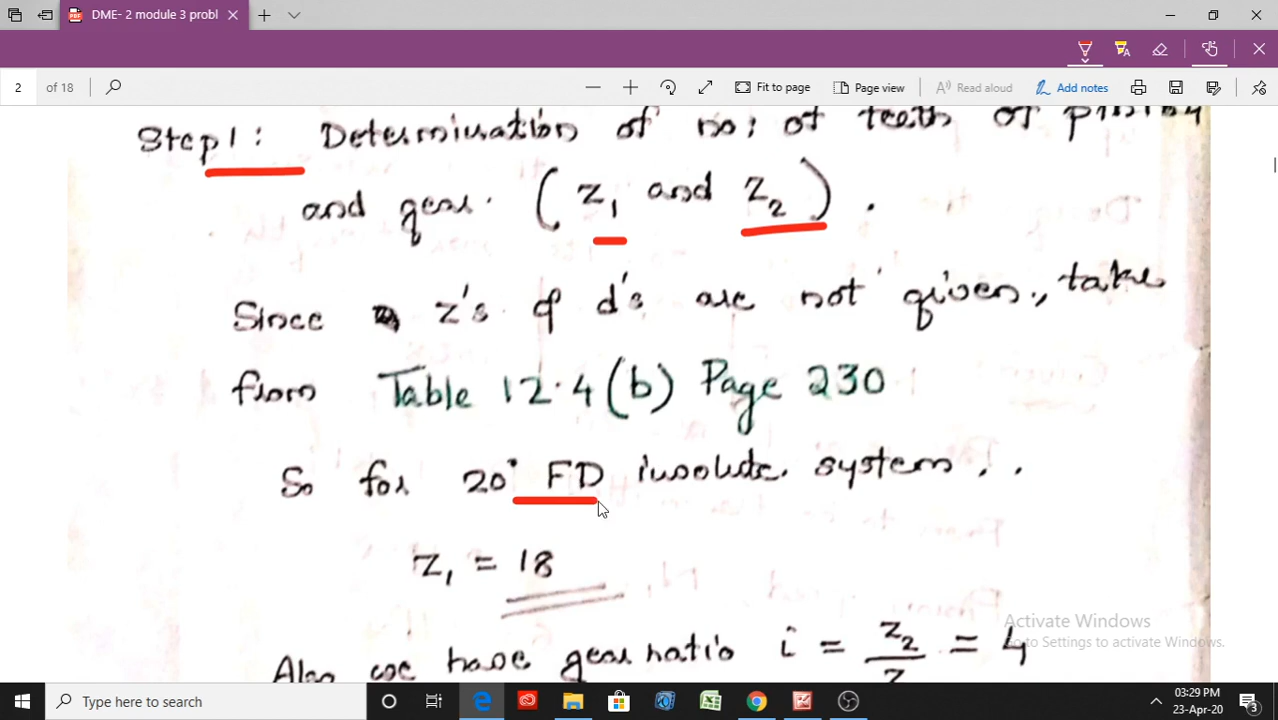 DME- 2 module 3 probl
2 of 18
Fit to page
Page view
Read aloud
Add notes
Step1: Determination of no; of teeth of pinion
and gear. (Z1 and Z2).
Since z's of d's are not given, take
from Table 12.4(b) Page 230
So for 20° FD involute system,.
Z1 = 18
Also we have gear ratio i = Z2/Z = 4
Activate Windows
Go to Settings to activate Windows.
Type here to search
03:29 PM
23-Apr-20
3